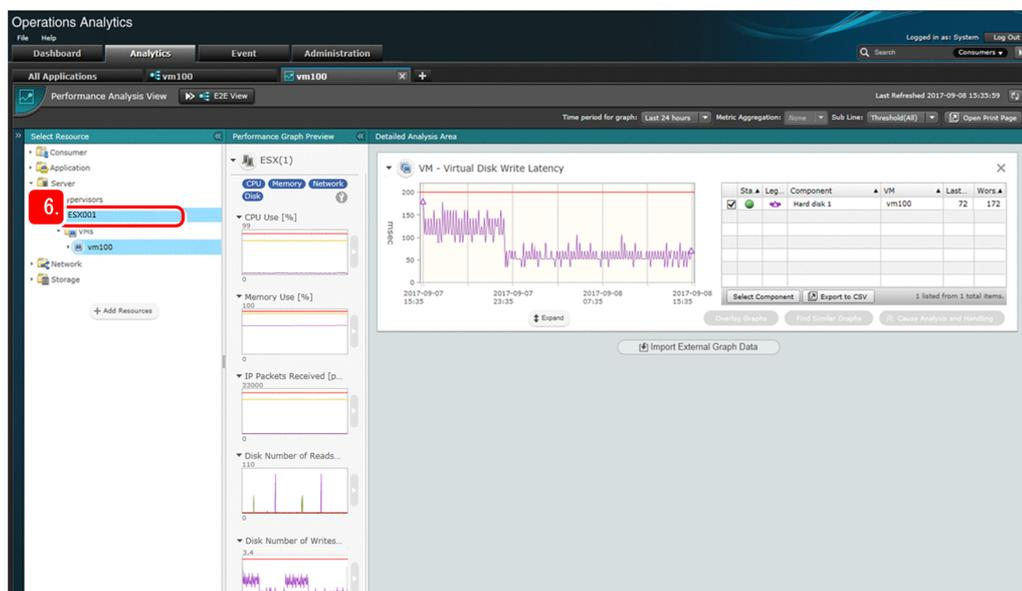 Operations Analytics
File Help
Logged in as: System Log Out
Dashboard Analytics Event Administration
Search Consumers
All Applications vm100 vm100 X +
Performance Analysis View E2E View
Last Refreshed 2017-09-08 15:35:59
Time period for graph: Last 24 hours Metric Aggregation: None Sub Line: Threshold(All) Open Print Page
Select Resource
Consumer
Application
Server
ypervisors
6.
ESX001
VMs
vm100
Network
Storage
+ Add Resources
Performance Graph Preview
ESX(1)
CPU Memory Network
Disk
CPU Use [%]
99
0
Memory Use [%]
100
0
IP Packets Received [p...
33000
0
Disk Number of Reads...
110
0
Disk Number of Writes...
3.4
Detailed Analysis Area
VM - Virtual Disk Write Latency
200
150
100
50
0
msec
2017-09-07 15:35
2017-09-07 23:35
2017-09-08 07:35
2017-09-08 15:35
Expand
Sta. Leg... Component VM Last... Wors.
Hard disk 1 vm100 72 172
Select Component Export to CSV 1 listed from 1 total items.
Overlay Graphs Find Similar Graphs Cause Analysis and Handling
Import External Graph Data